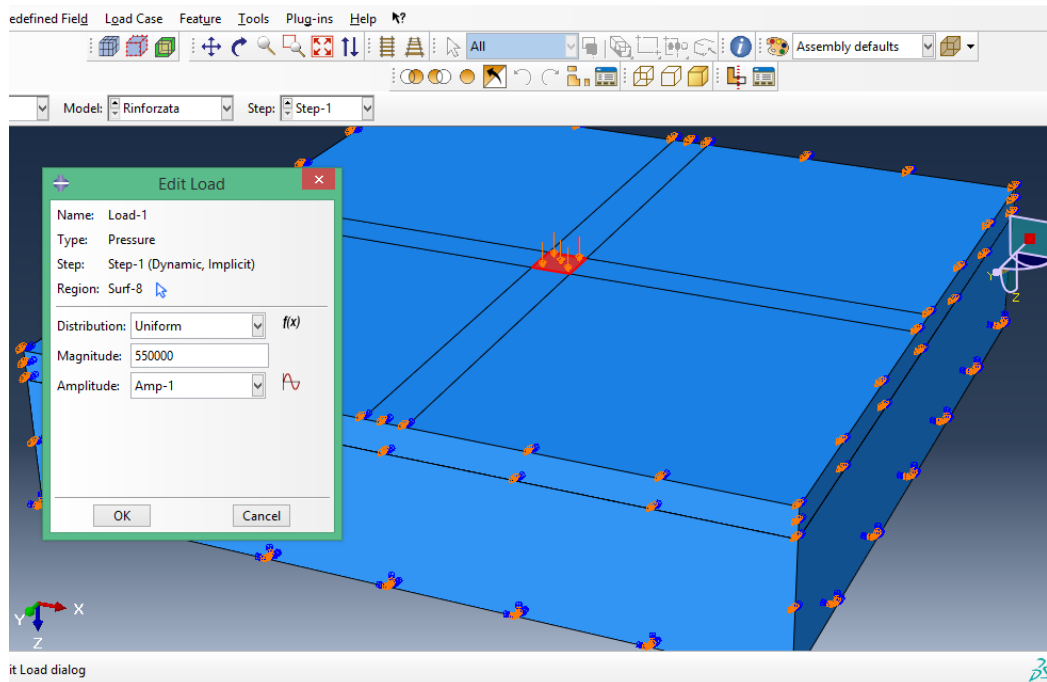 edefined Field Load Case Feature Tools Plug-ins Help
All Assembly defaults
Model: Rinforzata Step: Step-1
Edit Load
Name: Load-1
Type: Pressure
Step: Step-1 (Dynamic, Implicit)
Region: Surf-8
Distribution: Uniform f(x)
Magnitude: 550000
Amplitude: Amp-1
OK Cancel
Y
Z
X
Y
Z
it Load dialog